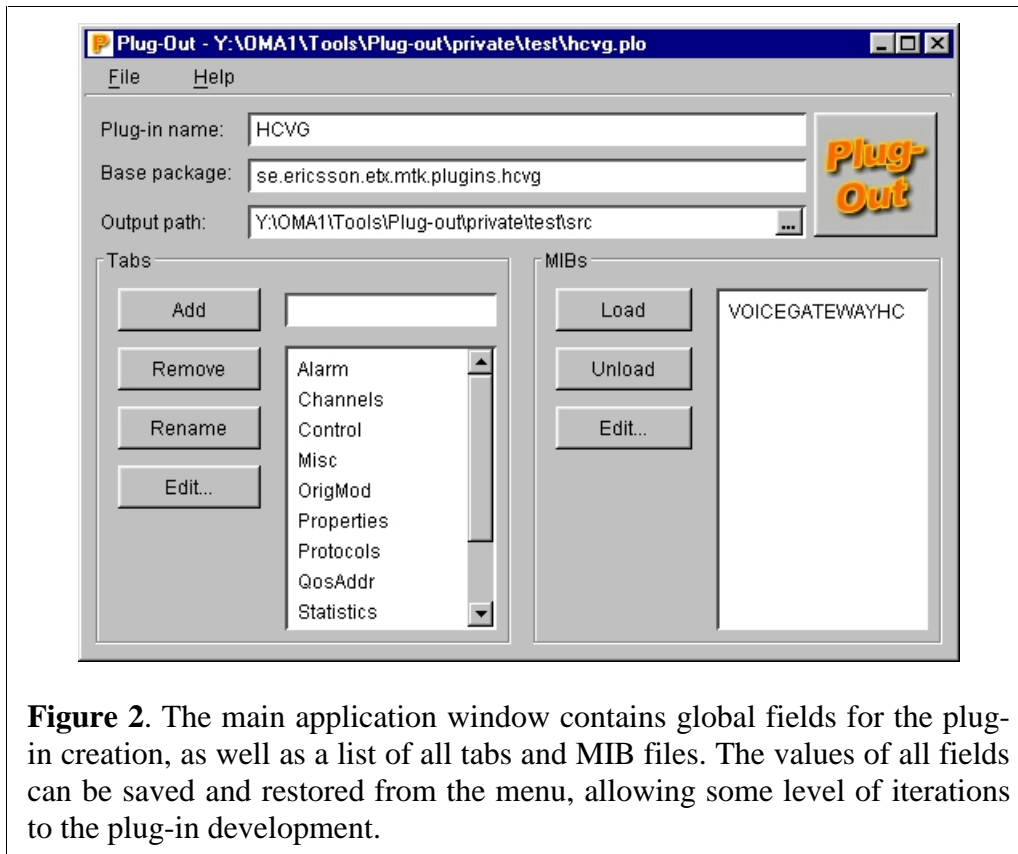 Plug-Out - Y:\OMA1\Tools\Plug-out\private\test\hcvg.plo
File Help
Plug-in name: HCVG
Base package: se.ericsson.etx.mtk.plugins.hcvg
Output path: Y:\OMA1\Tools\Plug-out\private\test\src ...
Plug-
Out
Tabs
Add
Remove
Rename
Edit...
Alarm
Channels
Control
Misc
OrigMod
Properties
Protocols
QosAddr
Statistics
MIBs
Load
Unload
Edit...
VOICEGATEWAYHC
Figure 2. The main application window contains global fields for the plug-
in creation, as well as a list of all tabs and MIB files. The values of all fields
can be saved and restored from the menu, allowing some level of iterations
to the plug-in development.